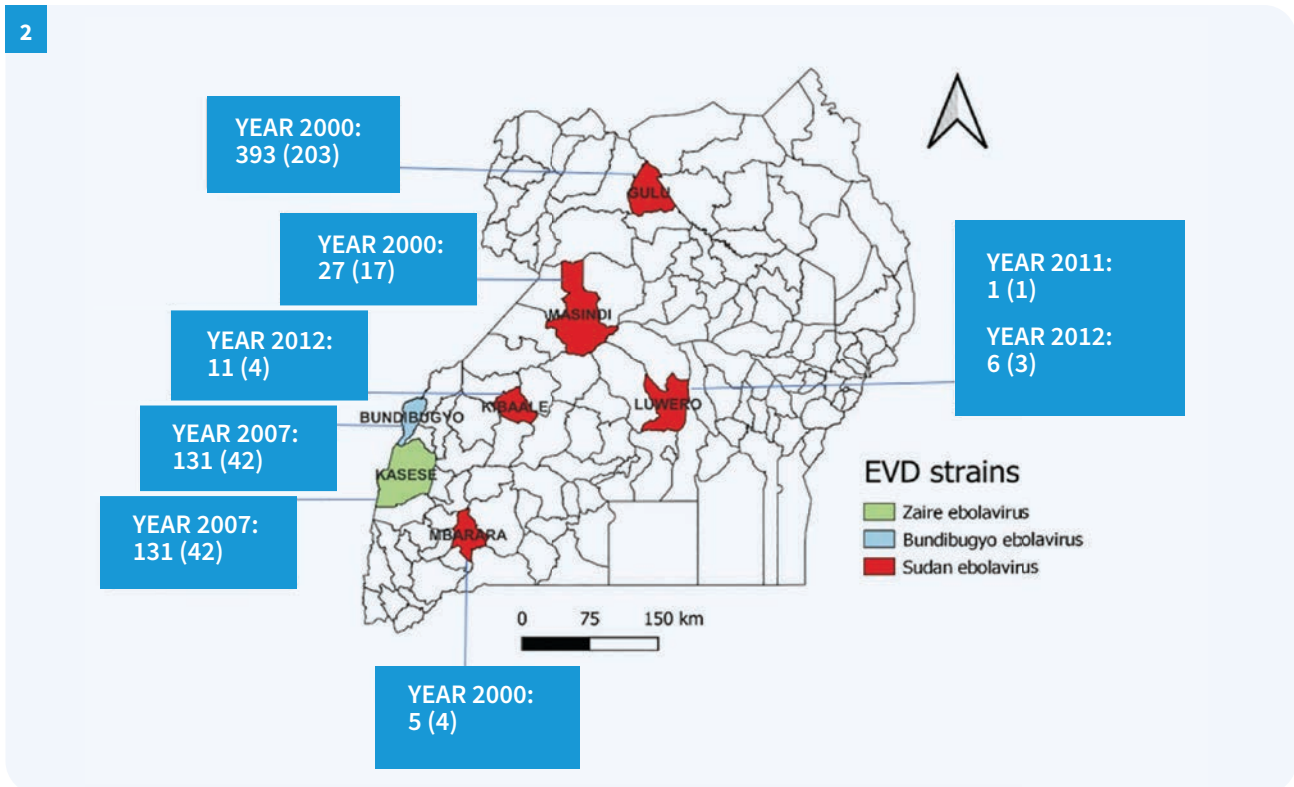 2
YEAR 2000:
393 (203)
GULU
YEAR 2000:
27 (17)
MASINDI
YEAR 2011:
1 (1)
YEAR 2012:
6 (3)
YEAR 2012:
11 (4)
KIBAALE
LUWERO
BUNDIBUGYO
YEAR 2007:
131 (42)
KASESE
YEAR 2007:
131 (42)
MBARARA
EVD strains
Zaire ebolavirus
Bundibugyo ebolavirus
Sudan ebolavirus
0 75 150 km
YEAR 2000:
5 (4)